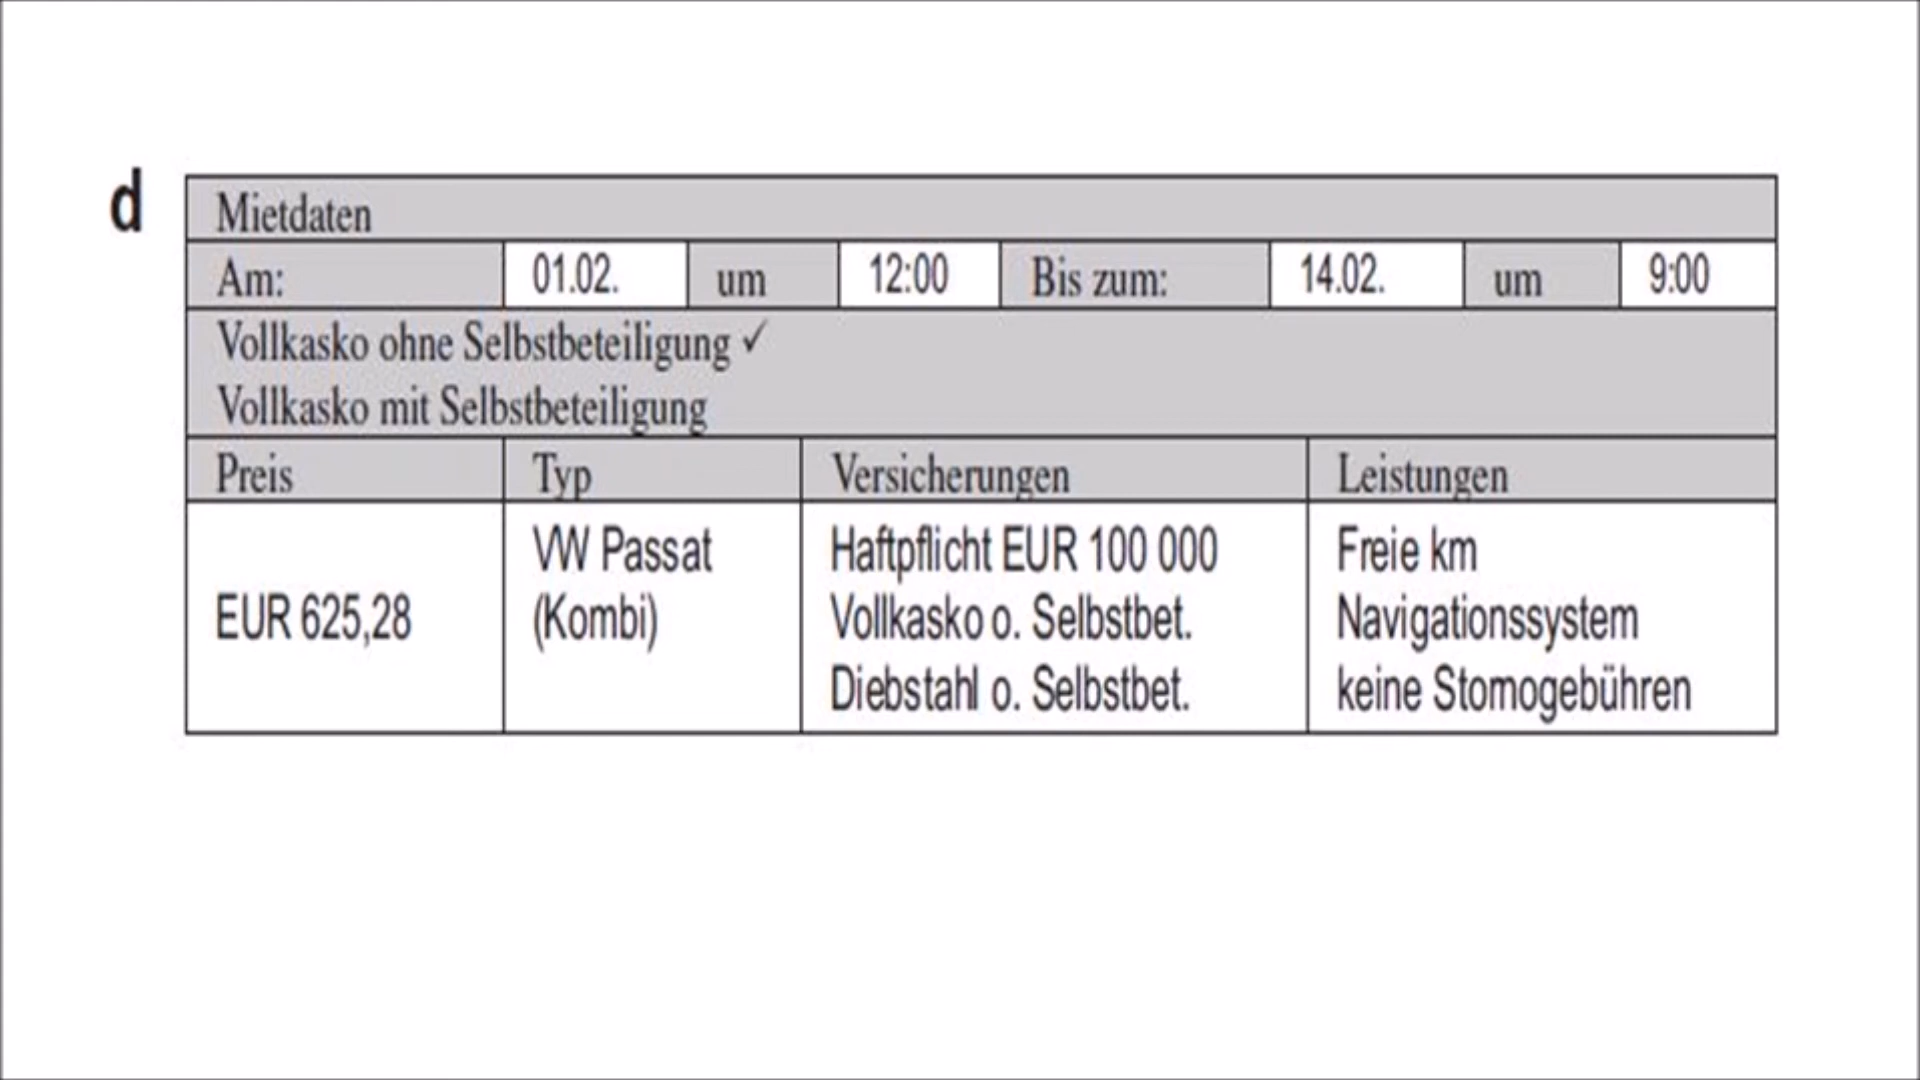 d
Mietdaten
Am: 01.02. um 12:00 Bis zum: 14.02. um 9:00
Vollkasko ohne Selbstbeteiligung ✓
Vollkasko mit Selbstbeteiligung
Preis Typ Versicherungen Leistungen
VW Passat Haftpflicht EUR 100 000 Freie km
EUR 625,28 (Kombi) Vollkasko o. Selbstbet. Navigationssystem
Diebstahl o. Selbstbet. keine Stornogebühren